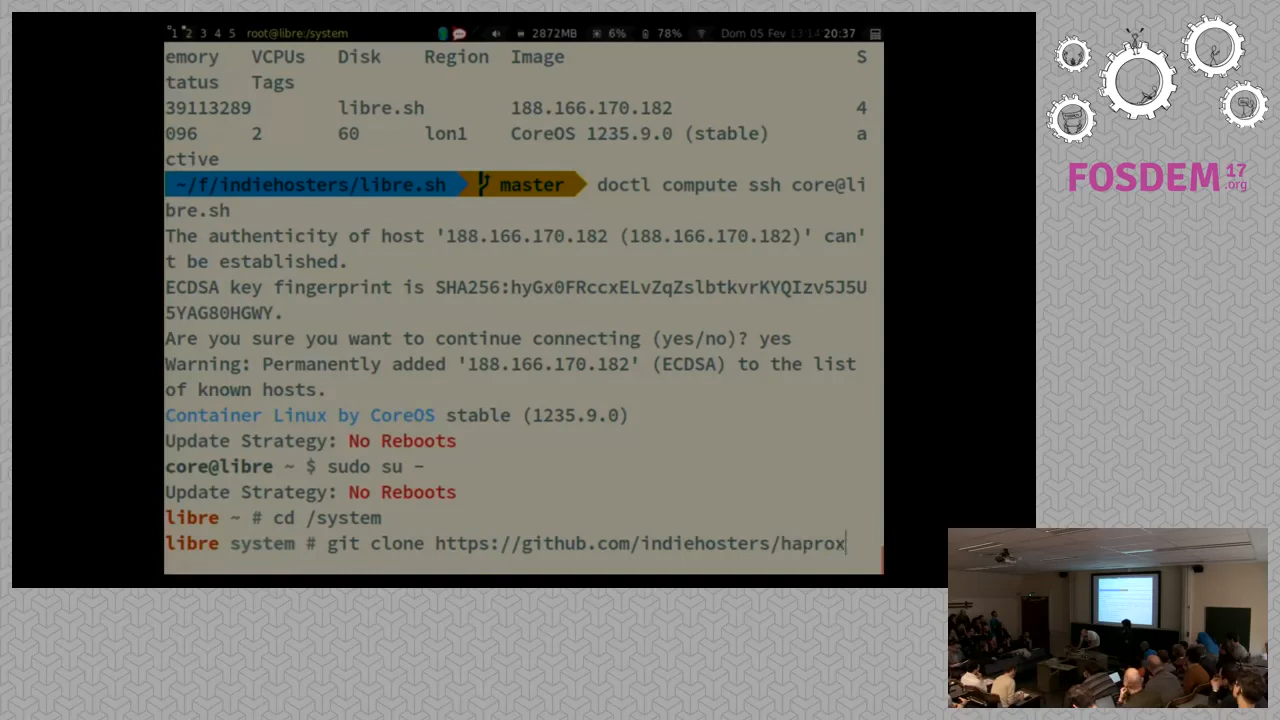 1 2 3 4 5 root@libre:/system 2872MB 6% 78% Dom 05 Fev 13:14 20:37
emory VCPUs Disk Region Image S
tatus Tags
39113289 libre.sh 188.166.170.182 4
096 2 60 lon1 CoreOS 1235.9.0 (stable) a
ctive
~/f/indiehosters/libre.sh master doctl compute ssh core@li
bre.sh
The authenticity of host '188.166.170.182 (188.166.170.182)' can'
t be established.
ECDSA key fingerprint is SHA256:hyGx0FRccxELvZqZslbtkvrKYQIzv5J5U
5YAG80HGWY.
Are you sure you want to continue connecting (yes/no)? yes
Warning: Permanently added '188.166.170.182' (ECDSA) to the list
of known hosts.
Container Linux by CoreOS stable (1235.9.0)
Update Strategy: No Reboots
core@libre ~ $ sudo su -
Update Strategy: No Reboots
libre ~ # cd /system
libre system # git clone https://github.com/indiehosters/haprox
FOSDEM 17
.org